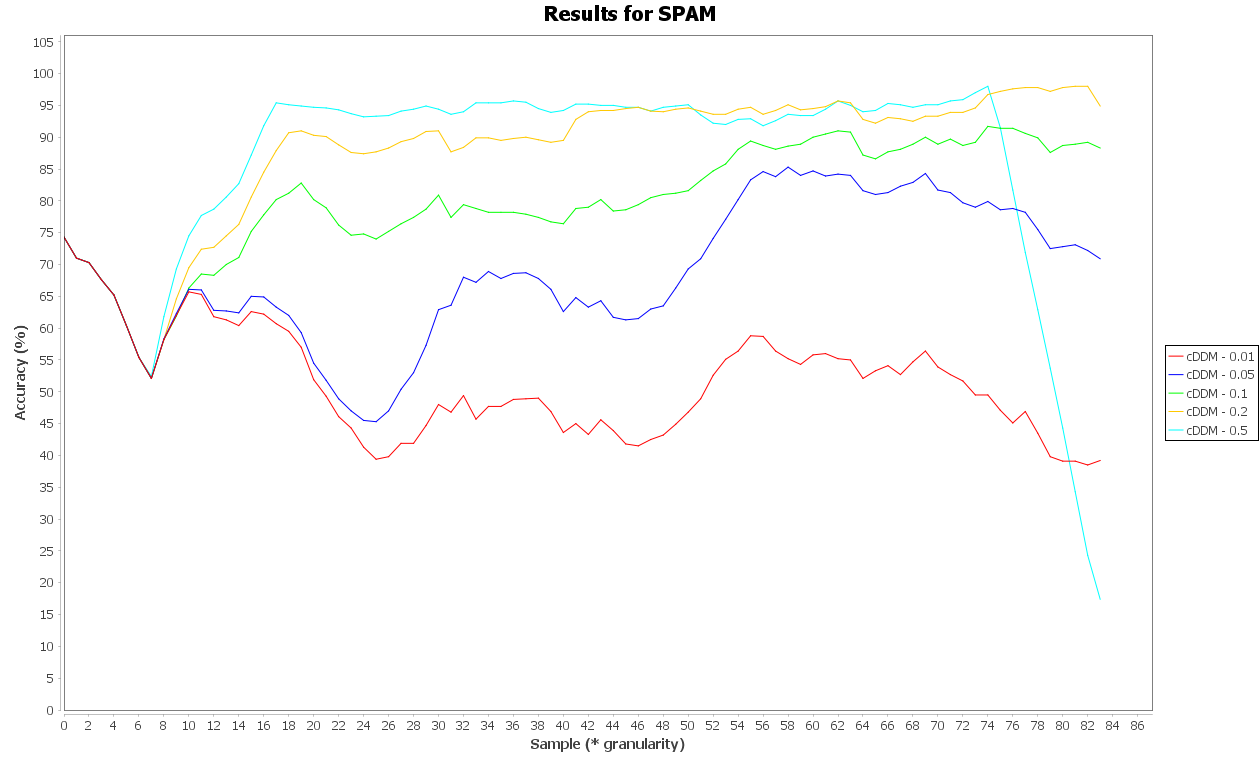 Results for SPAM
105
100
95
90
85
80
75
70
65
60
55
50
45
40
35
30
25
20
15
10
5
0
Accuracy (%)
0 2 4 6 8 10 12 14 16 18 20 22 24 26 28 30 32 34 36 38 40 42 44 46 48 50 52 54 56 58 60 62 64 66 68 70 72 74 76 78 80 82 84 86
Sample (* granularity)
cDDM - 0.01
cDDM - 0.05
cDDM - 0.1
cDDM - 0.2
cDDM - 0.5